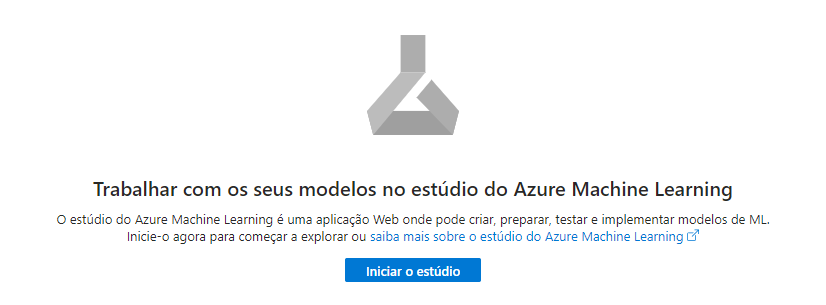 Trabalhar com os seus modelos no estúdio do Azure Machine Learning
O estúdio do Azure Machine Learning é uma aplicação Web onde pode criar, preparar, testar e implementar modelos de ML.
Inicie-o agora para começar a explorar ou saiba mais sobre o estúdio do Azure Machine Learning
Iniciar o estúdio